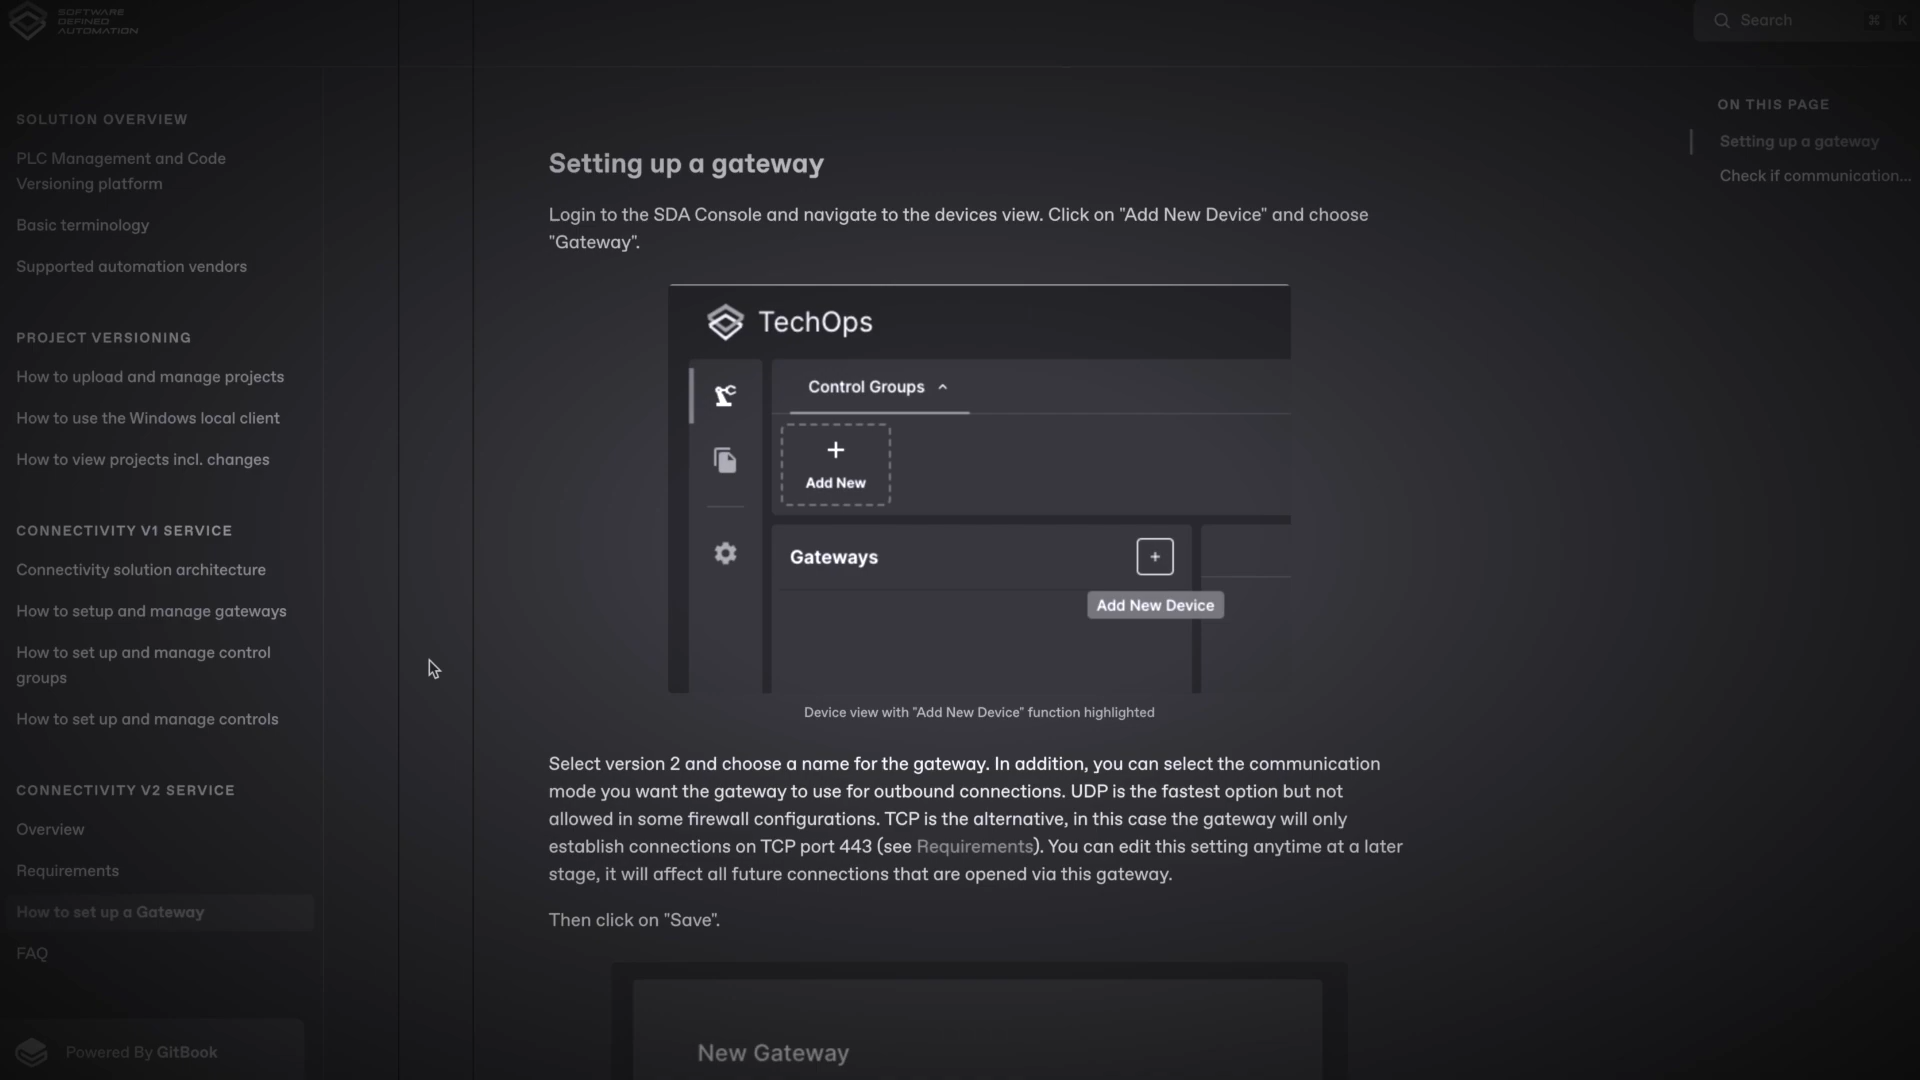 SOFTWARE
DEFINED
AUTOMATION
Search
⌘ K
SOLUTION OVERVIEW
PLC Management and Code
Versioning platform
Basic terminology
Supported automation vendors
PROJECT VERSIONING
How to upload and manage projects
How to use the Windows local client
How to view projects incl. changes
CONNECTIVITY V1 SERVICE
Connectivity solution architecture
How to setup and manage gateways
How to set up and manage control
groups
How to set up and manage controls
CONNECTIVITY V2 SERVICE
Overview
Requirements
How to set up a Gateway
FAQ
Powered By GitBook
Setting up a gateway
Login to the SDA Console and navigate to the devices view. Click on "Add New Device" and choose
"Gateway".
TechOps
Control Groups
Add New
Gateways
Add New Device
Device view with "Add New Device" function highlighted
Select version 2 and choose a name for the gateway. In addition, you can select the communication
mode you want the gateway to use for outbound connections. UDP is the fastest option but not
allowed in some firewall configurations. TCP is the alternative, in this case the gateway will only
establish connections on TCP port 443 (see Requirements). You can edit this setting anytime at a later
stage, it will affect all future connections that are opened via this gateway.
Then click on "Save".
New Gateway
ON THIS PAGE
Setting up a gateway
Check if communication...